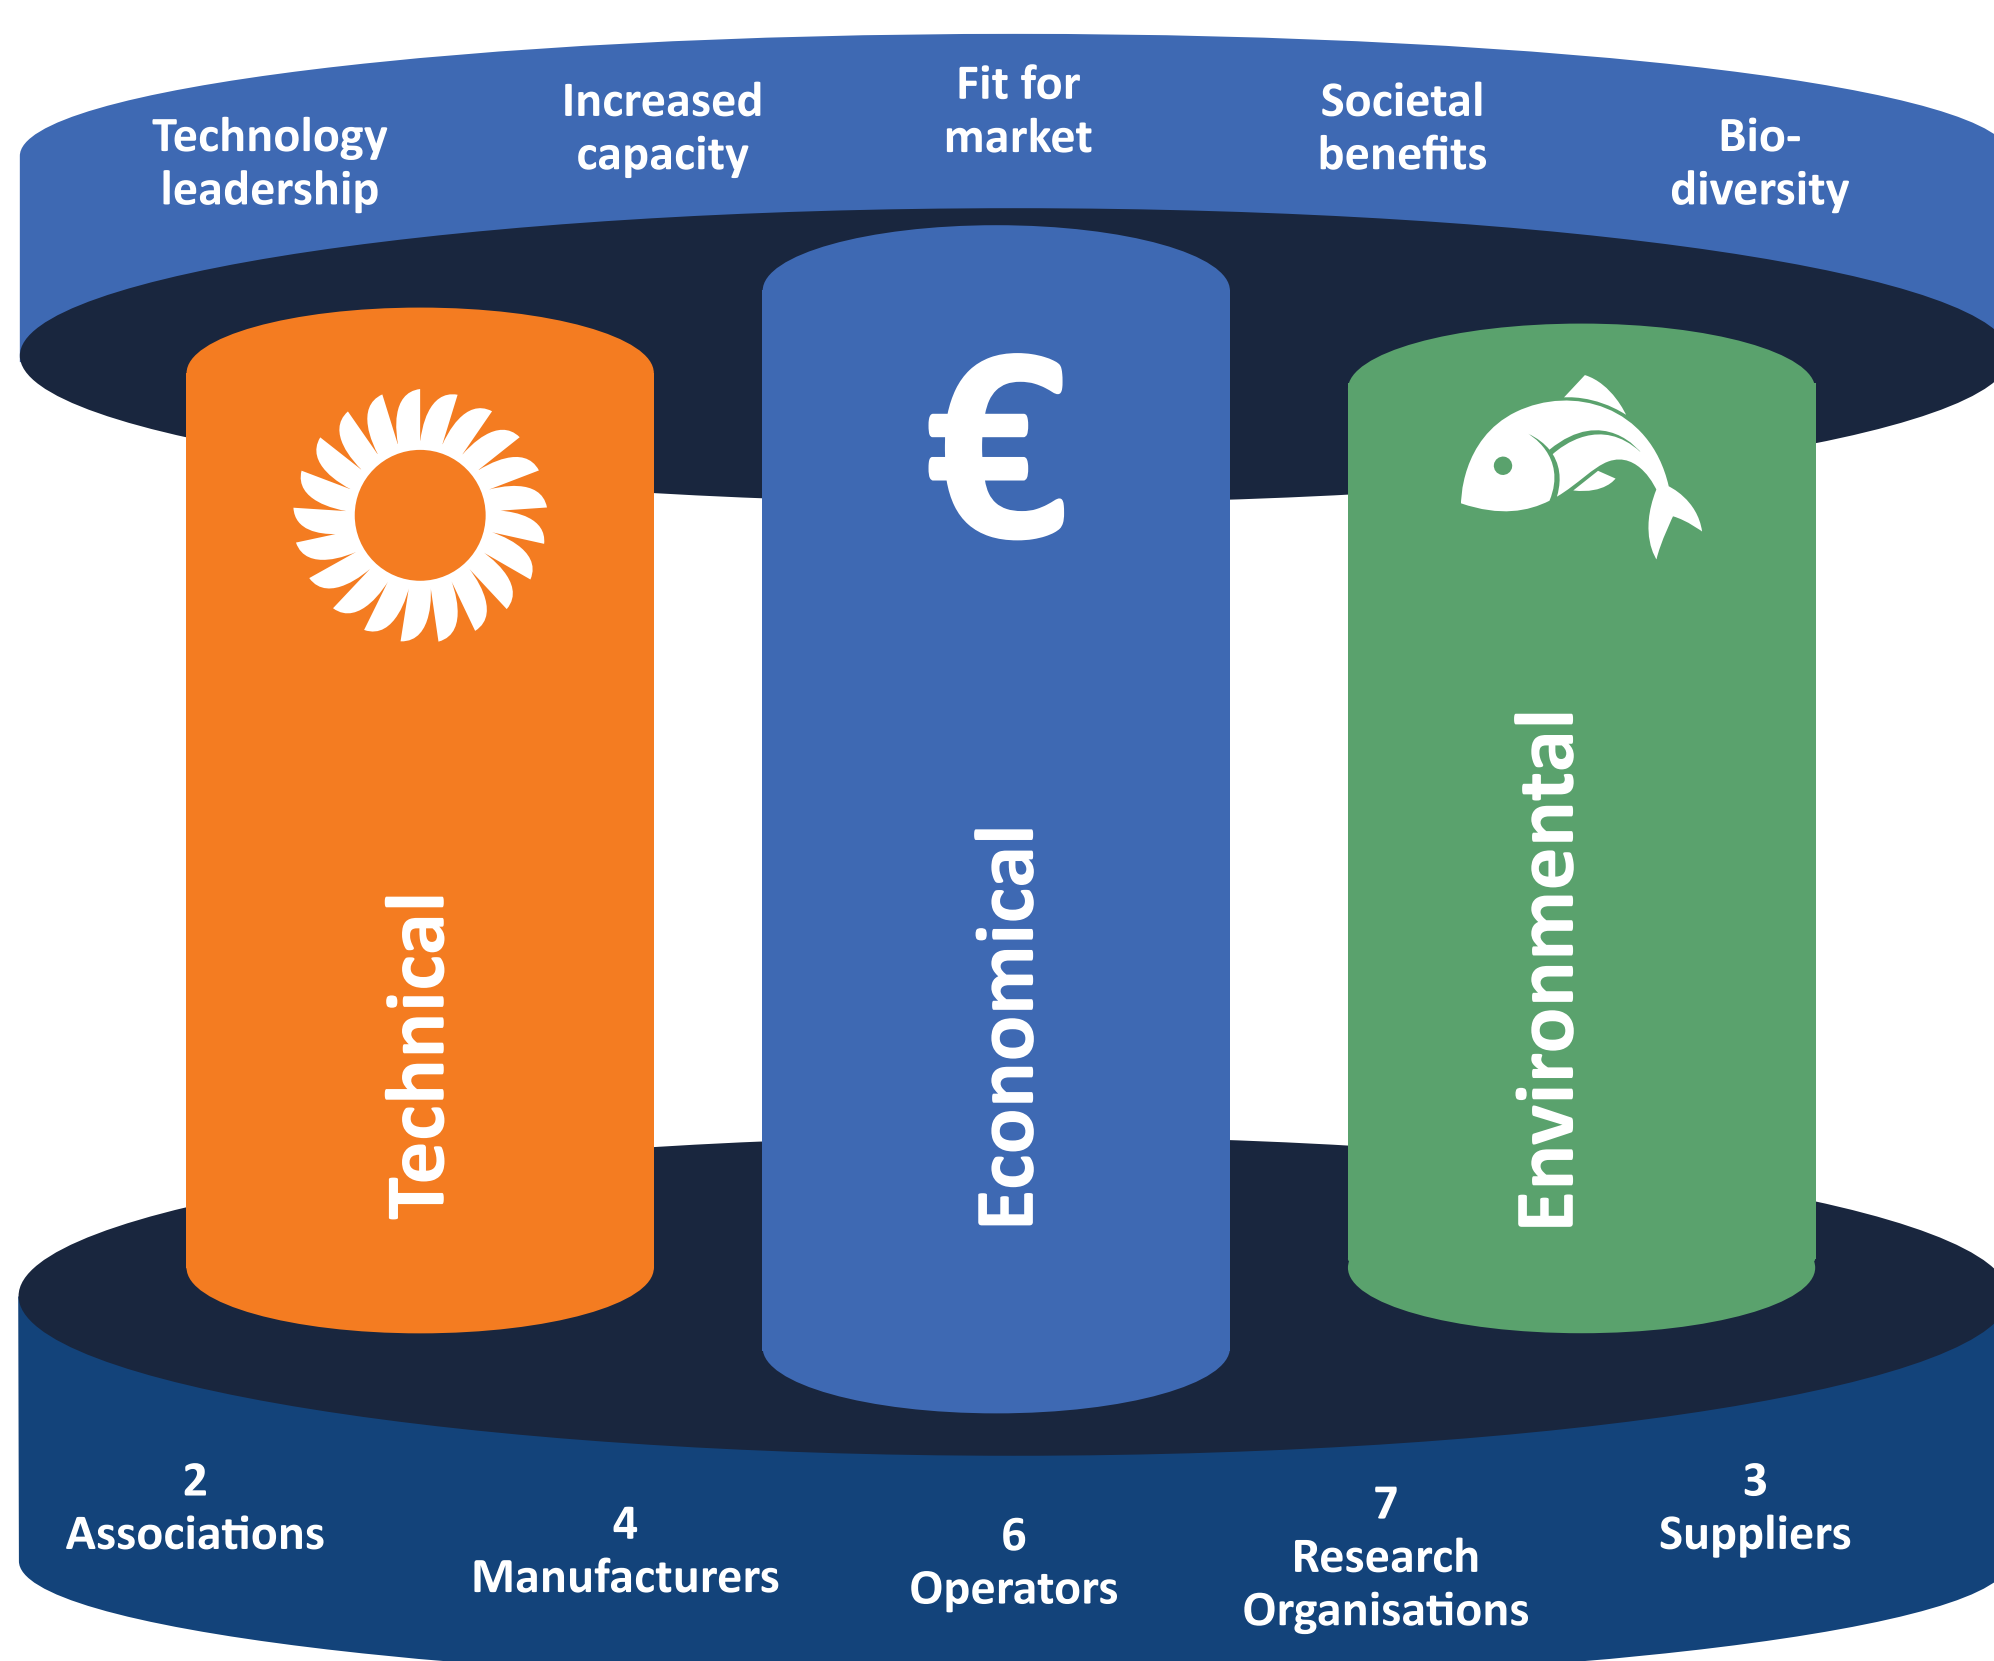 Technology
leadership
Increased
capacity
Fit for
market
Societal
benefits
Bio-
diversity
€
Technical
Economical
Environmental
2
Associations
4
Manufacturers
6
Operators
7
Research
Organisations
3
Suppliers